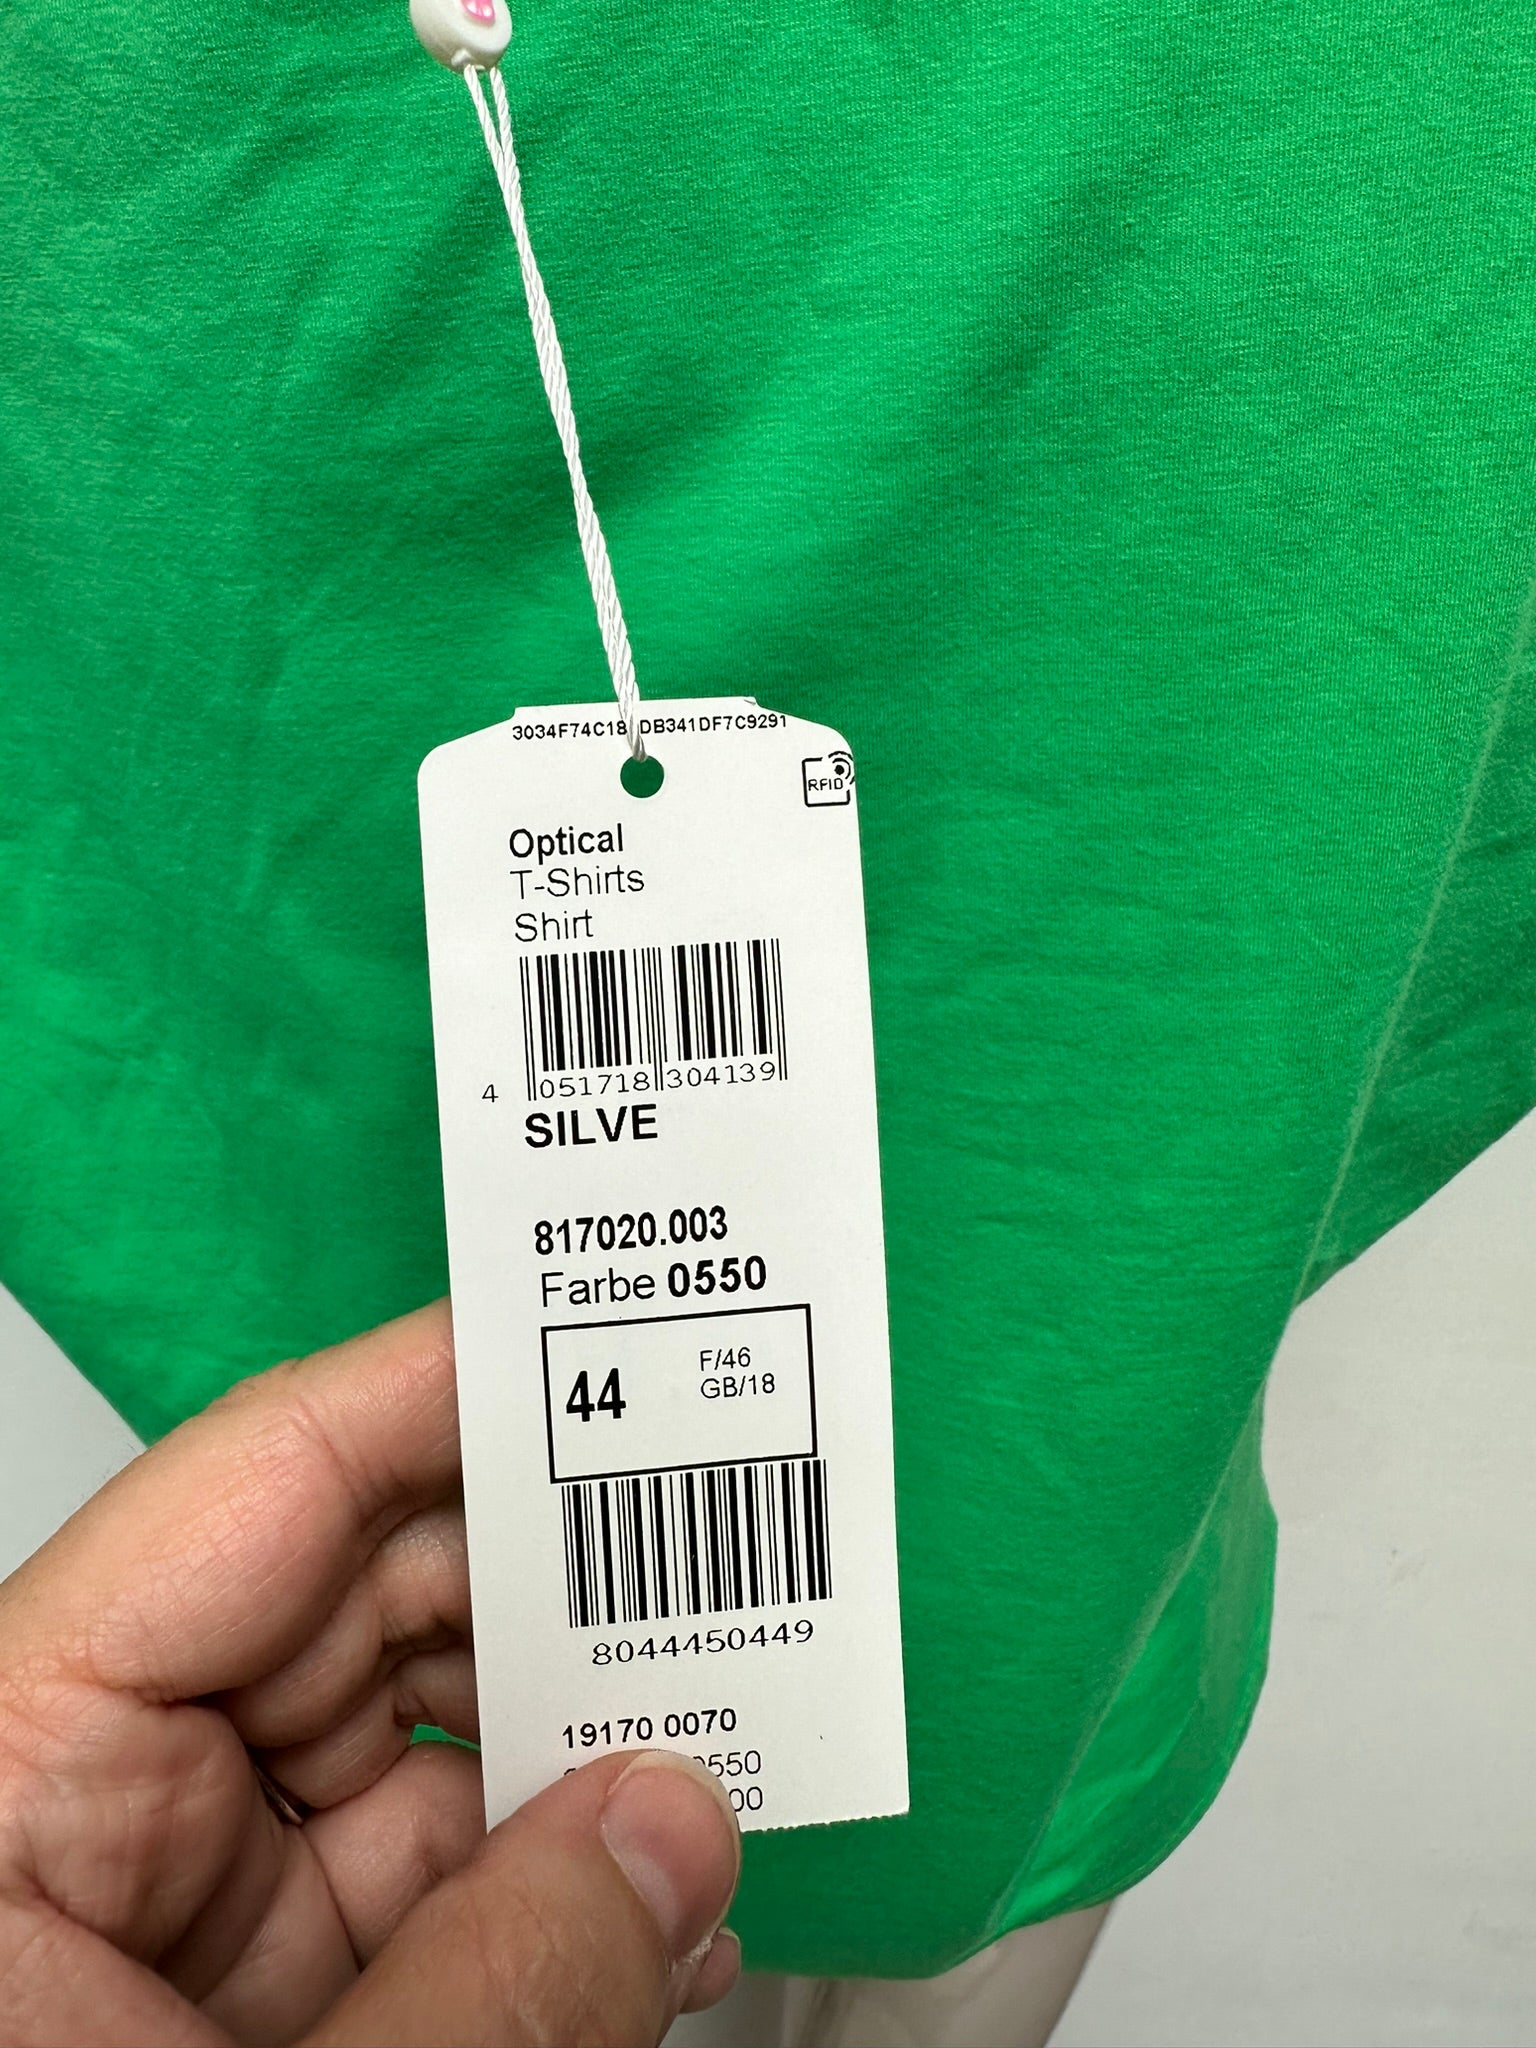 3034F74C18 DB341DF7C9291
RFID
Optical
T-Shirts
Shirt
4 051718 304139
SILVE
817020.003
Farbe 0550
44 F/46
GB/18
8044450449
19170 0070